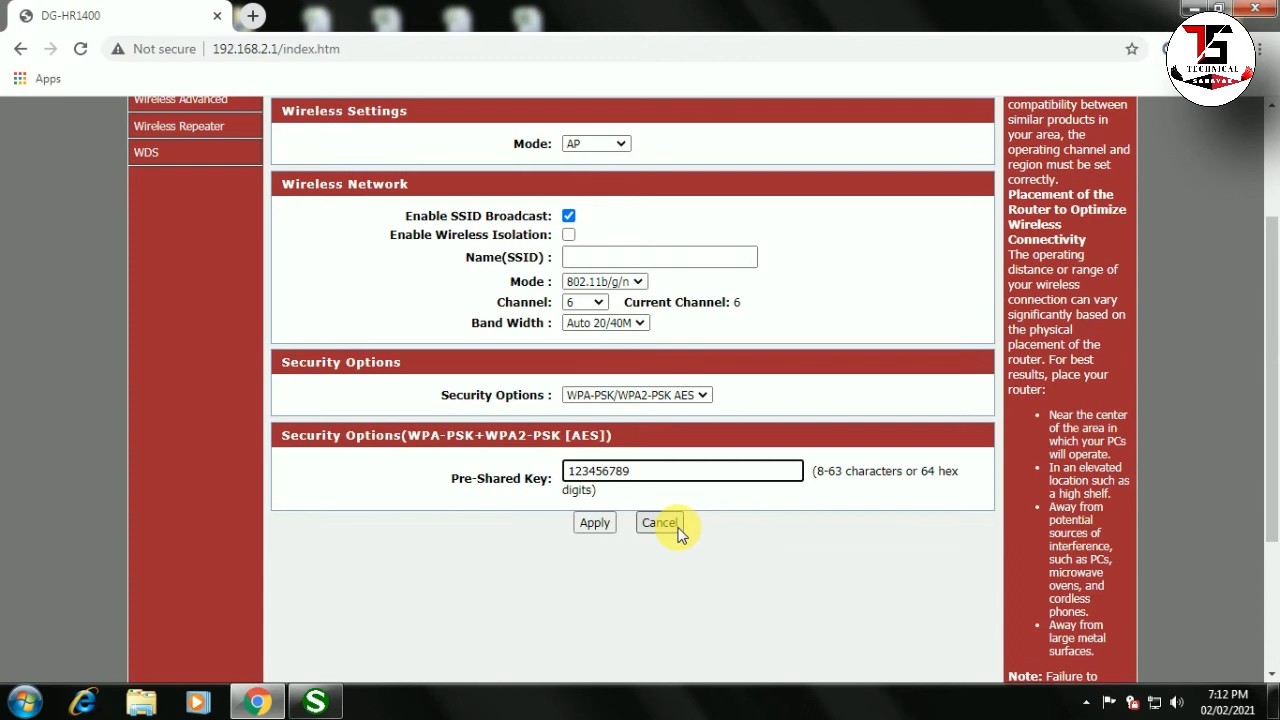 DG-HR1400
Not secure
192.168.2.1/index.htm
Apps
TECHNICAL
Wireless Advanced
Wireless Repeater
WDS
Wireless Settings
Mode: AP
Wireless Network
Enable SSID Broadcast:
Enable Wireless Isolation:
Name(SSID) :
Mode : 802.11b/g/n
Channel: 6 Current Channel: 6
Band Width : Auto 20/40M
Security Options
Security Options : WPA-PSK/WPA2-PSK AES
Security Options(WPA-PSK+WPA2-PSK [AES])
Pre-Shared Key: 123456789 (8-63 characters or 64 hex
digits)
Apply Cancel
compatibility between
similar products in
your area, the
operating channel and
region must be set
correctly.
Placement of the
Router to Optimize
Wireless
Connectivity
The operating
distance or range of
your wireless
connection can vary
significantly based on
the physical
placement of the
router. For best
results, place your
router:
Near the center
of the area in
which your PCs
will operate.
In an elevated
location such as
a high shelf.
Away from
potential
sources of
interference,
such as PCs,
microwave
ovens, and
cordless
phones.
Away from
large metal
surfaces.
Note: Failure to
7:12 PM
02/02/2021